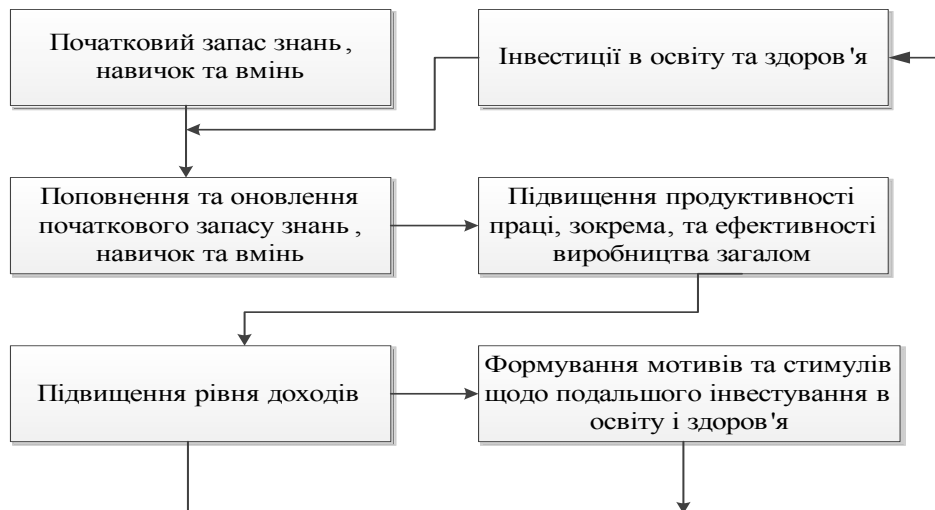 Початковий запас знань,
навичок та вмінь
Інвестиції в освіту та здоров'я
Поповнення та оновлення
початкового запасу знань,
навичок та вмінь
Підвищення продуктивності
праці, зокрема, та ефективності
виробництва загалом
Підвищення рівня доходів
Формування мотивів та стимулів
щодо подальшого інвестування в
освіту і здоров'я